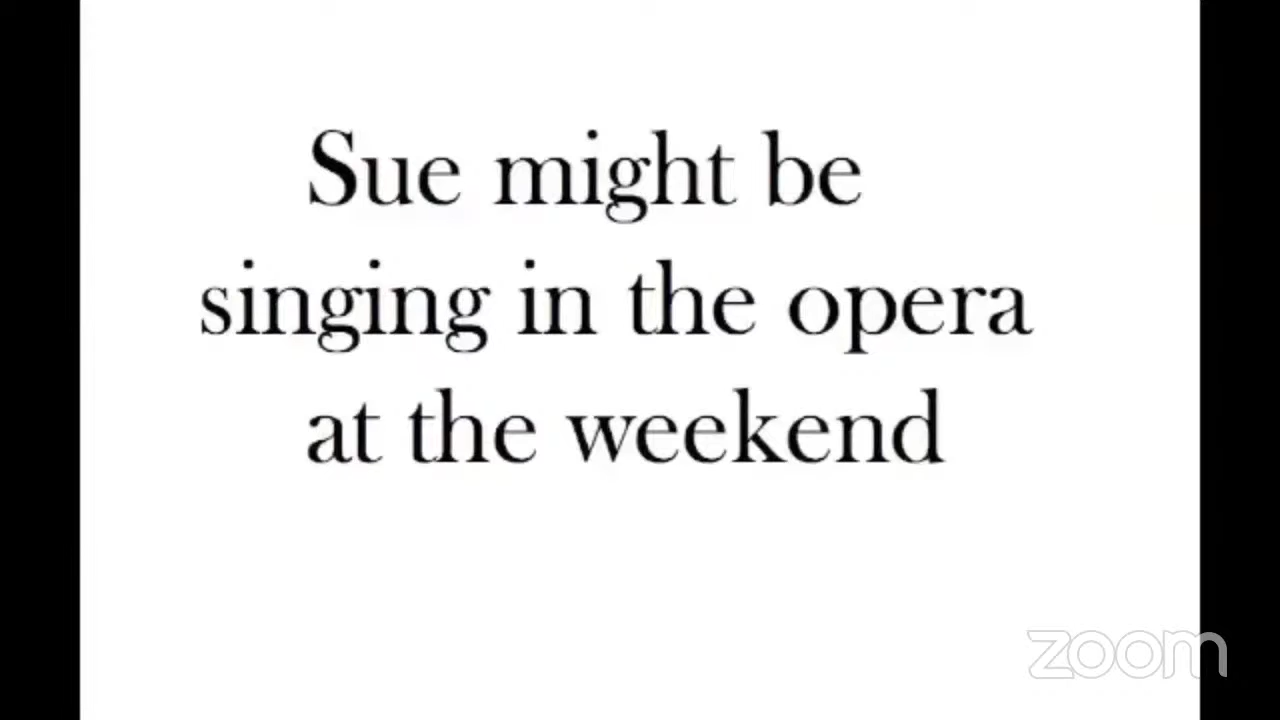 Sue might be
singing in the opera
at the weekend
zoom